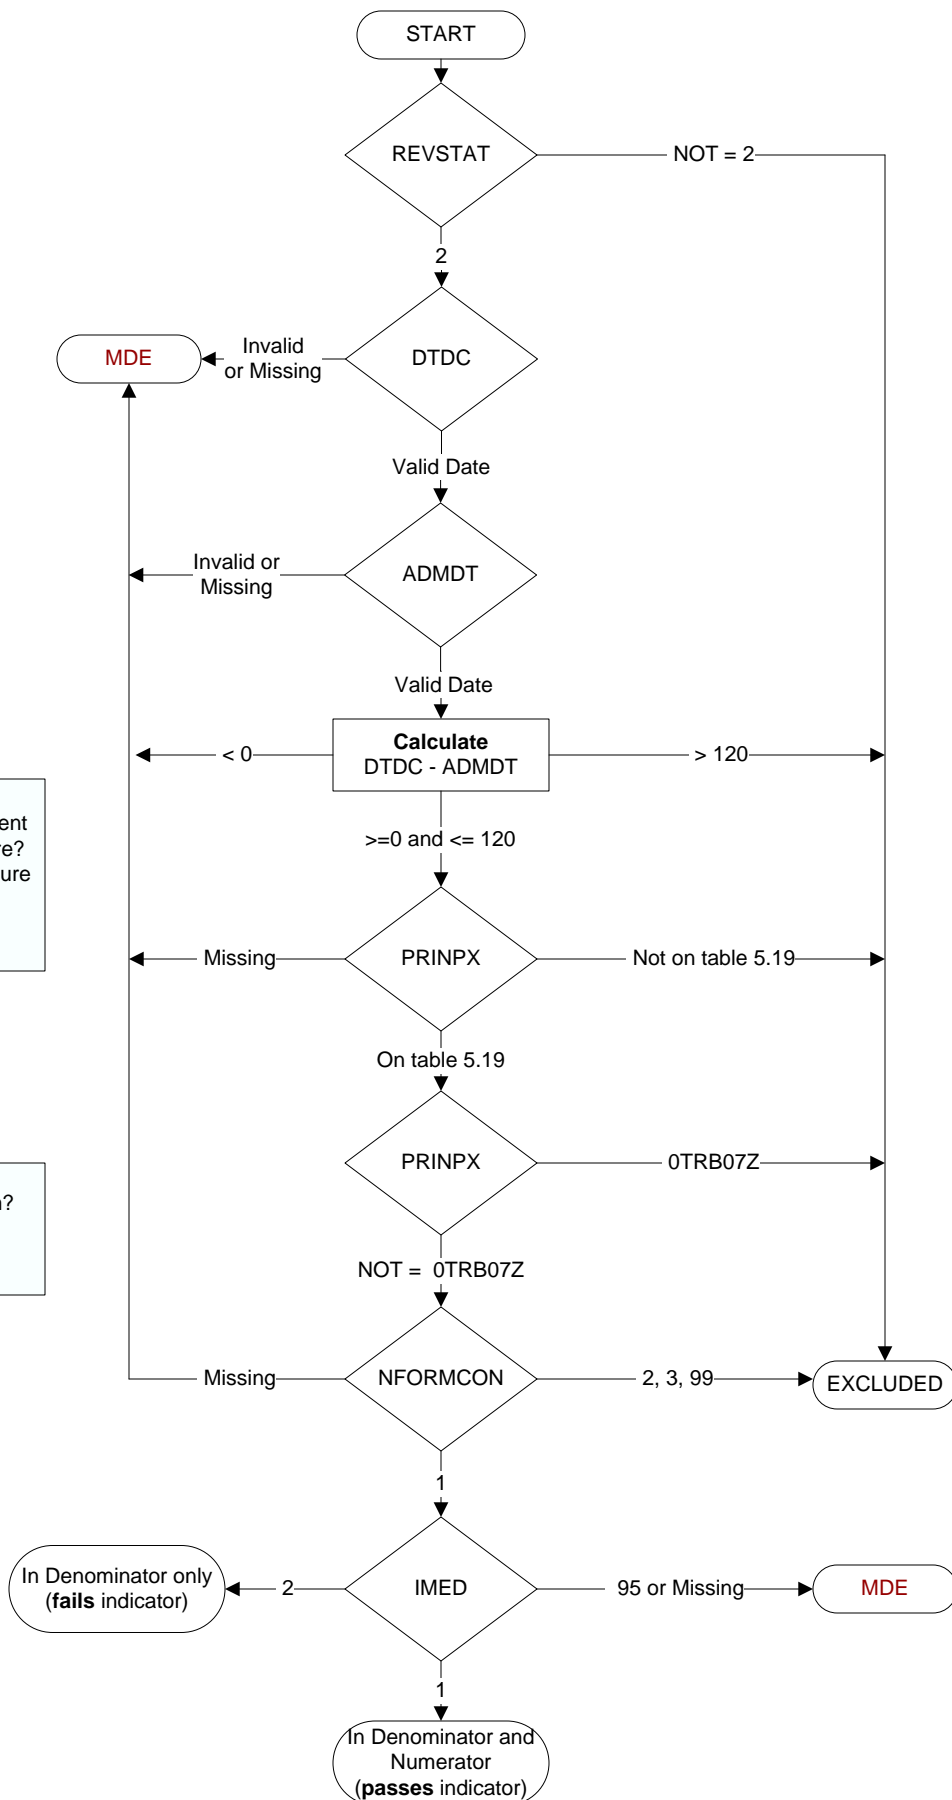 START
REVSTAT
NOT = 2
2
MDE
Invalid
or Missing
DTDC
Valid Date
Invalid or
Missing
ADMDT
Valid Date
< 0
Calculate
DTDC - ADMDT
> 120
>=0 and <= 120
Missing
PRINPX
Not on table 5.19
On table 5.19
PRINPX
0TRB07Z
NOT = 0TRB07Z
Missing
NFORMCON
2, 3, 99
EXCLUDED
1
In Denominator only
(fails indicator)
2
IMED
95 or Missing
MDE
1
In Denominator and
Numerator
(passes indicator)